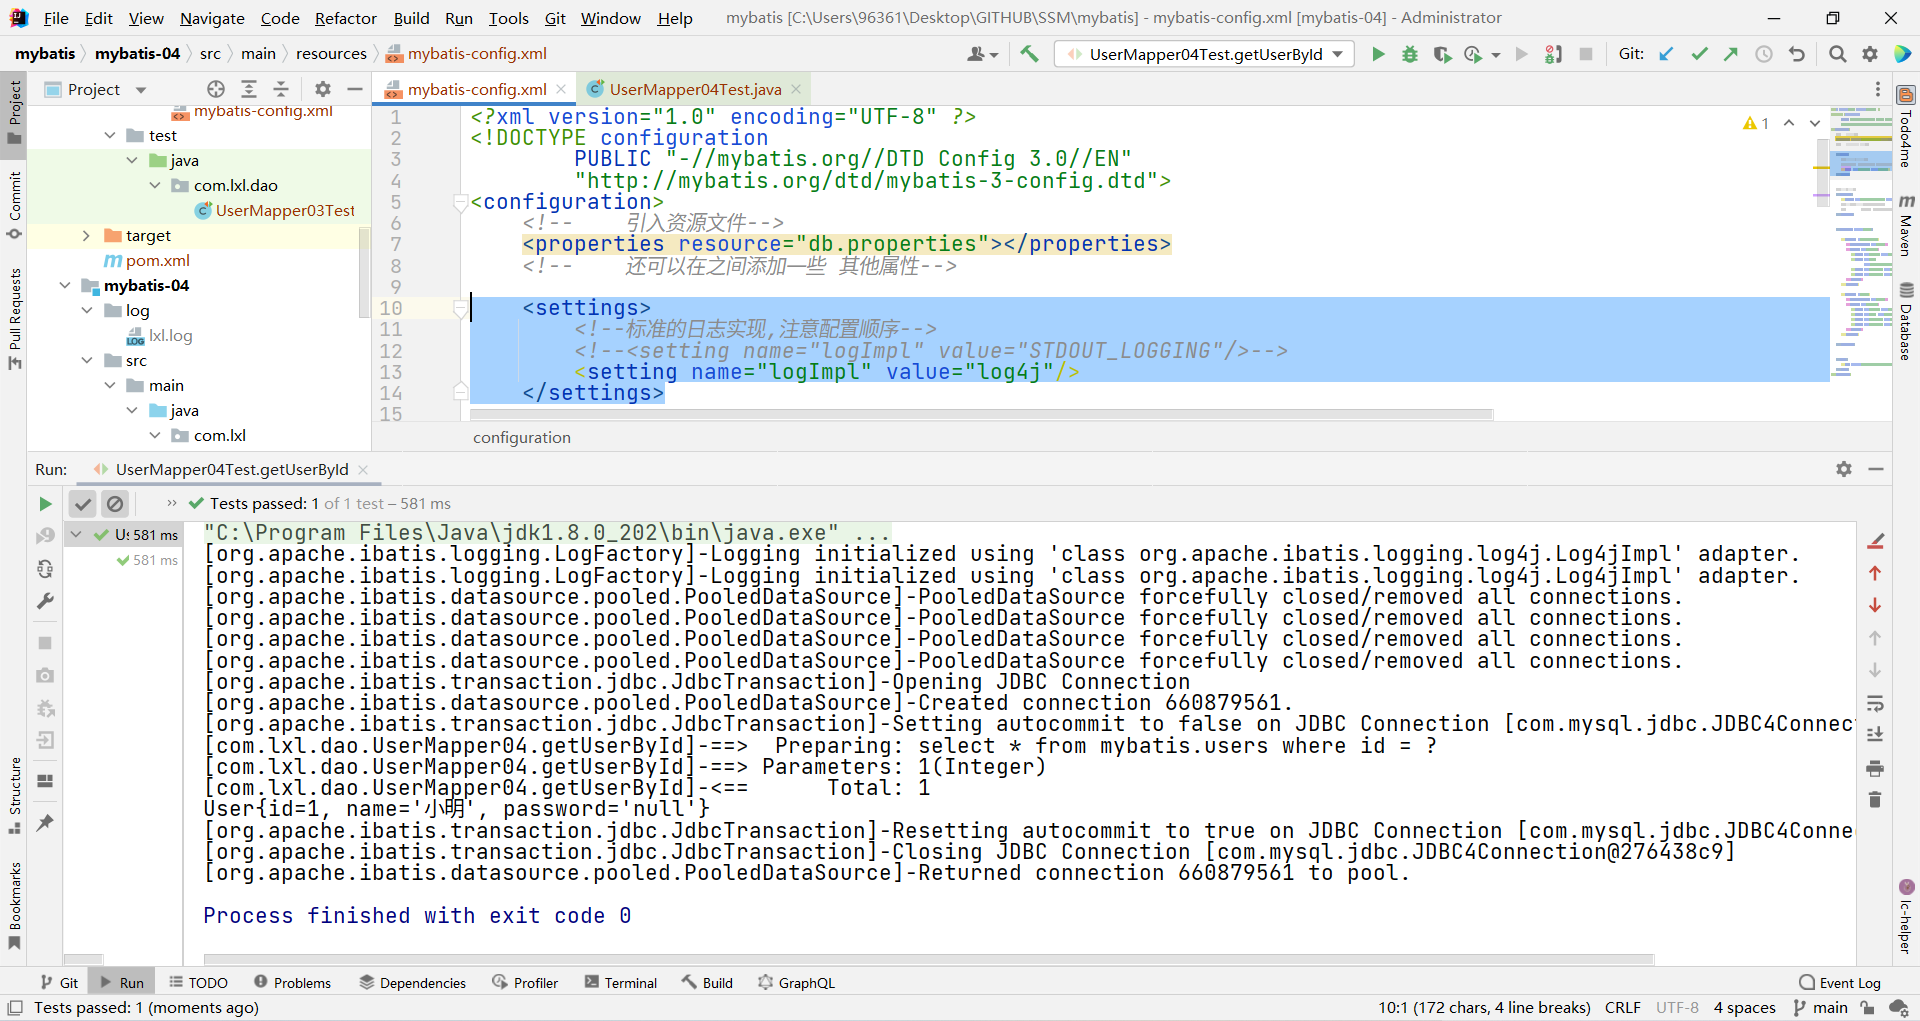 File Edit View Navigate Code Refactor Build Run Tools Git Window Help mybatis [C:\Users\96361\Desktop\GITHUB\SSM\mybatis] - mybatis-config.xml [mybatis-04] - Administrator
mybatis mybatis-04 src main resources mybatis-config.xml UserMapper04Test.getUserById Git:
Project
Commit
Pull Requests
Structure
Bookmarks
Project
mybatis-config.xml
test
java
com.lxl.dao
UserMapper03Test
target
pom.xml
mybatis-04
log
lxl.log
src
main
java
com.lxl
mybatis-config.xml UserMapper04Test.java
1 <?xml version="1.0" encoding="UTF-8" ?>
2 <!DOCTYPE configuration
3 PUBLIC "-//mybatis.org//DTD Config 3.0//EN"
4 "http://mybatis.org/dtd/mybatis-3-config.dtd">
5 <configuration>
6 <!-- 引入资源文件-->
7 <properties resource="db.properties"></properties>
8 <!-- 还可以在之间添加一些 其他属性-->
9
10 <settings>
11 <!--标准的日志实现,注意配置顺序-->
12 <!--<setting name="logImpl" value="STDOUT_LOGGING"/>-->
13 <setting name="logImpl" value="log4j"/>
14 </settings>
15
1
configuration
Todo4me
Maven
Database
lc-helper
Run: UserMapper04Test.getUserById
Tests passed: 1 of 1 test – 581 ms
Us 581 ms
581 ms
"C:\Program Files\Java\jdk1.8.0_202\bin\java.exe" ...
[org.apache.ibatis.logging.LogFactory]-Logging initialized using 'class org.apache.ibatis.logging.log4j.Log4jImpl' adapter.
[org.apache.ibatis.logging.LogFactory]-Logging initialized using 'class org.apache.ibatis.logging.log4j.Log4jImpl' adapter.
[org.apache.ibatis.datasource.pooled.PooledDataSource]-PooledDataSource forcefully closed/removed all connections.
[org.apache.ibatis.datasource.pooled.PooledDataSource]-PooledDataSource forcefully closed/removed all connections.
[org.apache.ibatis.datasource.pooled.PooledDataSource]-PooledDataSource forcefully closed/removed all connections.
[org.apache.ibatis.datasource.pooled.PooledDataSource]-PooledDataSource forcefully closed/removed all connections.
[org.apache.ibatis.transaction.jdbc.JdbcTransaction]-Opening JDBC Connection
[org.apache.ibatis.datasource.pooled.PooledDataSource]-Created connection 660879561.
[org.apache.ibatis.transaction.jdbc.JdbcTransaction]-Setting autocommit to false on JDBC Connection [com.mysql.jdbc.JDBC4Connec
[com.lxl.dao.UserMapper04.getUserById]-==>  Preparing: select * from mybatis.users where id = ?
[com.lxl.dao.UserMapper04.getUserById]-==> Parameters: 1(Integer)
[com.lxl.dao.UserMapper04.getUserById]-<==      Total: 1
User{id=1, name='小明', password='null'}
[org.apache.ibatis.transaction.jdbc.JdbcTransaction]-Resetting autocommit to true on JDBC Connection [com.mysql.jdbc.JDBC4Conne
[org.apache.ibatis.transaction.jdbc.JdbcTransaction]-Closing JDBC Connection [com.mysql.jdbc.JDBC4Connection@276438c9]
[org.apache.ibatis.datasource.pooled.PooledDataSource]-Returned connection 660879561 to pool.
Process finished with exit code 0
Git Run TODO Problems Dependencies Profiler Terminal Build GraphQL Event Log
Tests passed: 1 (moments ago) 10:1 (172 chars, 4 line breaks) CRLF UTF-8 4 spaces main